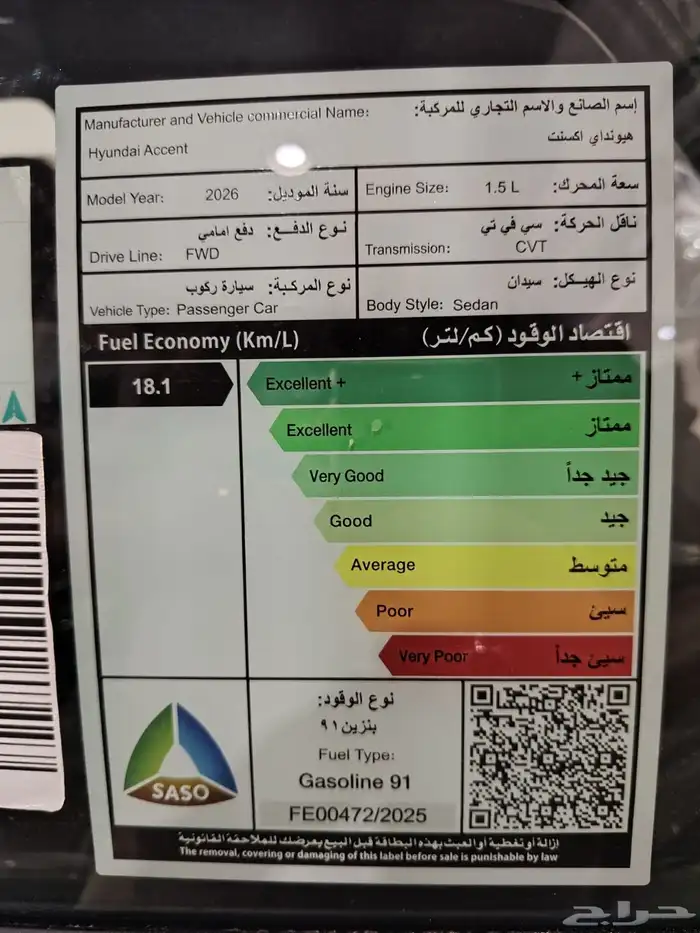 Manufacturer and Vehicle commercial Name: إسم الصانع والاسم التجاري للمركبة:
Hyundai Accent هيونداي اكسنت
Model Year: 2026 سنة الموديل:
Engine Size: 1.5 L سعة المحرك:
نوع الدفـع: دفع امامي
Drive Line: FWD
ناقل الحركة: سي في تي
Transmission: CVT
نوع المركبة: سيارة ركوب
Vehicle Type: Passenger Car
نوع الهيـكل: سيدان
Body Style: Sedan
Fuel Economy (Km/L) اقتصاد الوقود (كم/لتر)
18.1
Excellent + ممتاز +
Excellent ممتاز
Very Good جيد جداً
Good جيد
Average متوسط
Poor سيئ
Very Poor سيئ جداً
SASO
نوع الوقود:
بنزين ٩١
Fuel Type:
Gasoline 91
FE00472/2025
ازالة أو تغطية أو العبث بهذه البطاقة قبل البيع يعرضك للملاحقة القانونية
The removal, covering or damaging of this label before sale is punishable by law
حراج